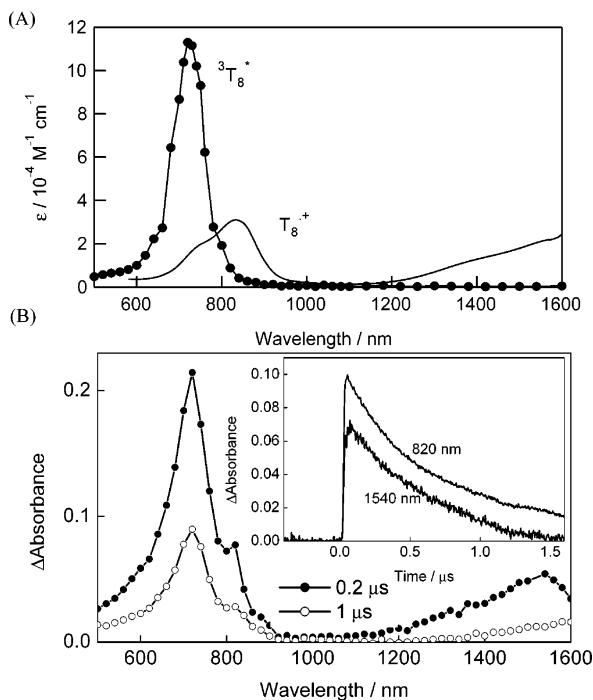 (A)
12
10
8
6
4
2
0
ε / 10⁻⁴ M⁻¹ cm⁻¹
³T₈*
T₈·⁺
600 800 1000 1200 1400 1600
Wavelength / nm
(B)
0.2
0.1
0.0
ΔAbsorbance
0.10
0.08
0.06
0.04
0.02
0.00
ΔAbsorbance
820 nm
1540 nm
0.0 0.5 1.0 1.5
Time / μs
0.2 μs
1 μs
600 800 1000 1200 1400 1600
Wavelength / nm